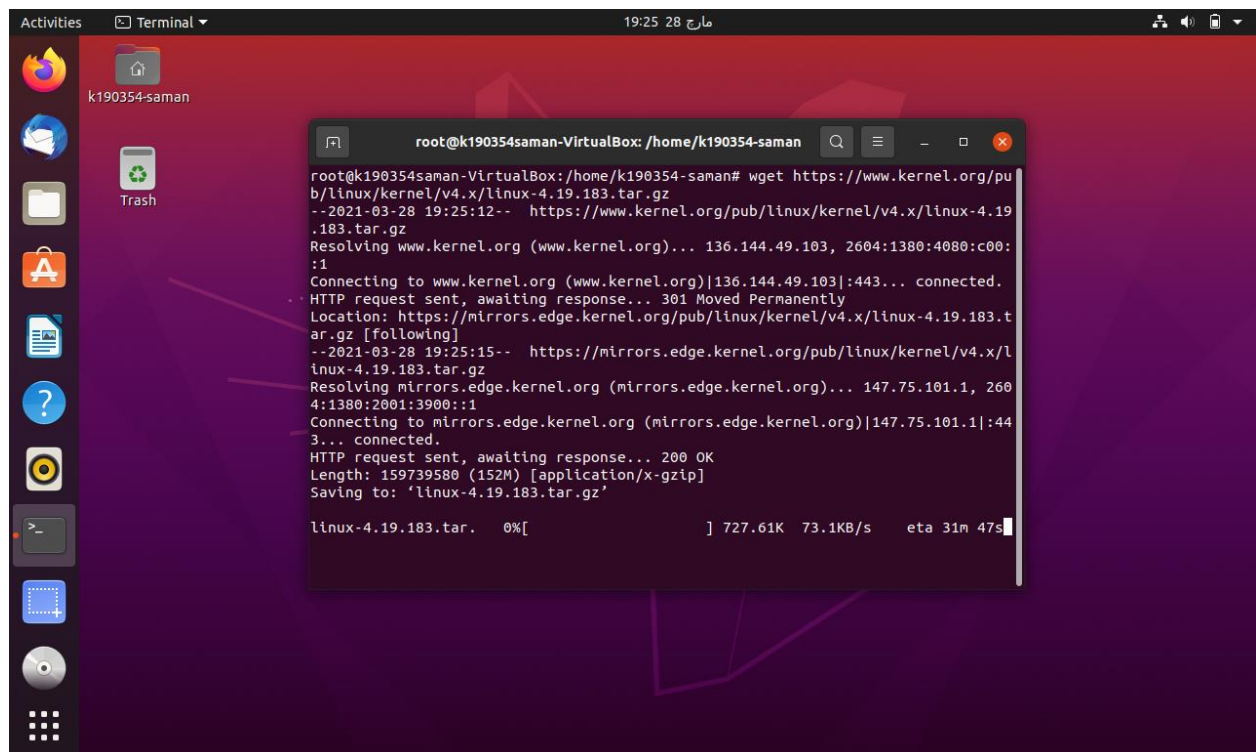 Activities Terminal 19:25 28 مارچ
k190354-saman
Trash
root@k190354saman-VirtualBox: /home/k190354-saman
root@k190354saman-VirtualBox:/home/k190354-saman# wget https://www.kernel.org/pu
b/linux/kernel/v4.x/linux-4.19.183.tar.gz
--2021-03-28 19:25:12-- https://www.kernel.org/pub/linux/kernel/v4.x/linux-4.19
.183.tar.gz
Resolving www.kernel.org (www.kernel.org)... 136.144.49.103, 2604:1380:4080:c00:
:1
Connecting to www.kernel.org (www.kernel.org)|136.144.49.103|:443... connected.
HTTP request sent, awaiting response... 301 Moved Permanently
Location: https://mirrors.edge.kernel.org/pub/linux/kernel/v4.x/linux-4.19.183.t
ar.gz [following]
--2021-03-28 19:25:15-- https://mirrors.edge.kernel.org/pub/linux/kernel/v4.x/l
inux-4.19.183.tar.gz
Resolving mirrors.edge.kernel.org (mirrors.edge.kernel.org)... 147.75.101.1, 260
4:1380:2001:3900::1
Connecting to mirrors.edge.kernel.org (mirrors.edge.kernel.org)|147.75.101.1|:44
3... connected.
HTTP request sent, awaiting response... 200 OK
Length: 159739580 (152M) [application/x-gzip]
Saving to: ‘linux-4.19.183.tar.gz’
linux-4.19.183.tar. 0%[ ] 727.61K 73.1KB/s eta 31m 47s